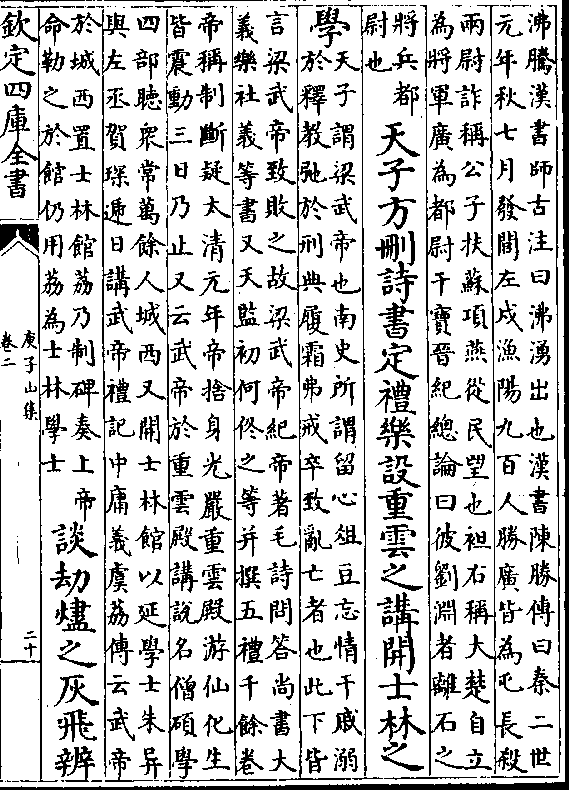 沸騰漢書師古注曰沸湧出也漢書陳勝傳曰秦二世
元年秋七月發閭左戍漁陽九百人勝廣皆為屯長殺
兩尉詐稱公子扶蘇項燕從民望也袒右稱大楚自立
為將軍廣為都尉干寶晉紀總論曰彼劉淵者離石之
將兵都
尉也
天子方刪詩書定禮樂設重雲之講開士林之
學
天子謂梁武帝也南史所謂留心俎豆忘情干戚溺
於釋教弛於刑典履霜弗戒卒致亂亡者也此下皆
言梁武帝致敗之故梁武帝紀帝著毛詩問答尚書大
義樂社義等書又天監初何佟之等并撰五禮千餘卷
帝稱制斷疑太清元年帝捨身光嚴重雲殿游仙化生
皆震動三日乃止又云武帝於重雲殿講說名僧碩學
四部聽衆常萬餘人城西又開士林館以延學士朱异
與左丞賀琛遞日講武帝禮記中庸義虞荔傳云武帝
於城西置士林館荔乃制碑奏上帝
命勒之於館仍用荔為士林學士
談劫燼之灰飛辨
欽定四庫全書
庾子山集
卷二
二十